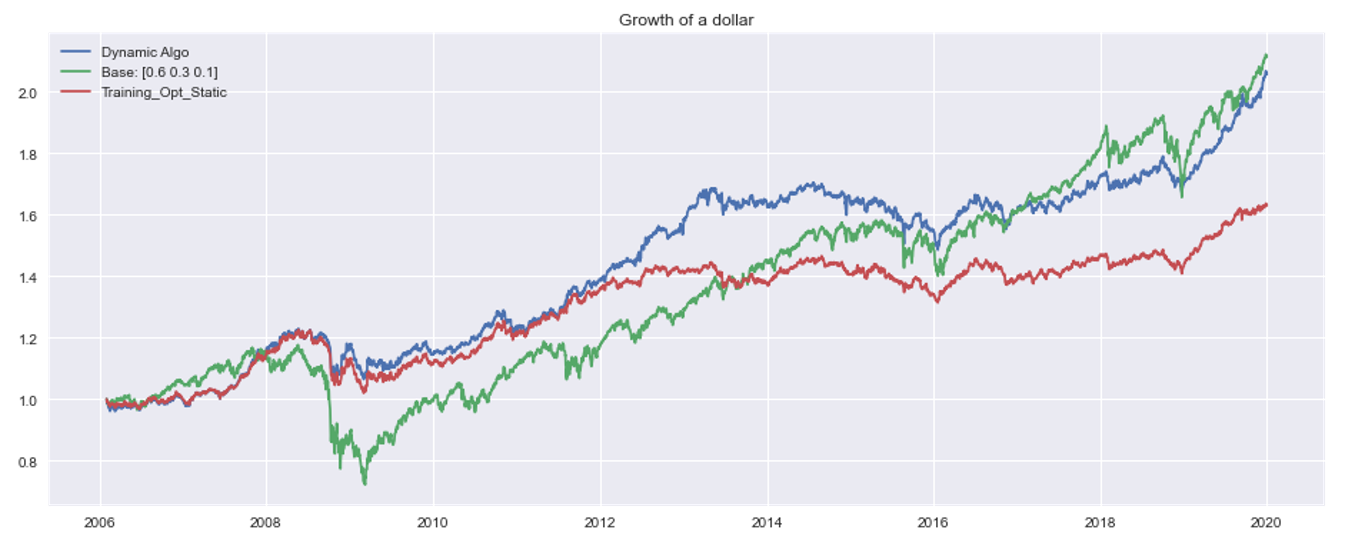 Growth of a dollar
Dynamic Algo
Base: [0.6 0.3 0.1]
Training_Opt_Static
2.0
1.8
1.6
1.4
1.2
1.0
0.8
2006 2008 2010 2012 2014 2016 2018 2020